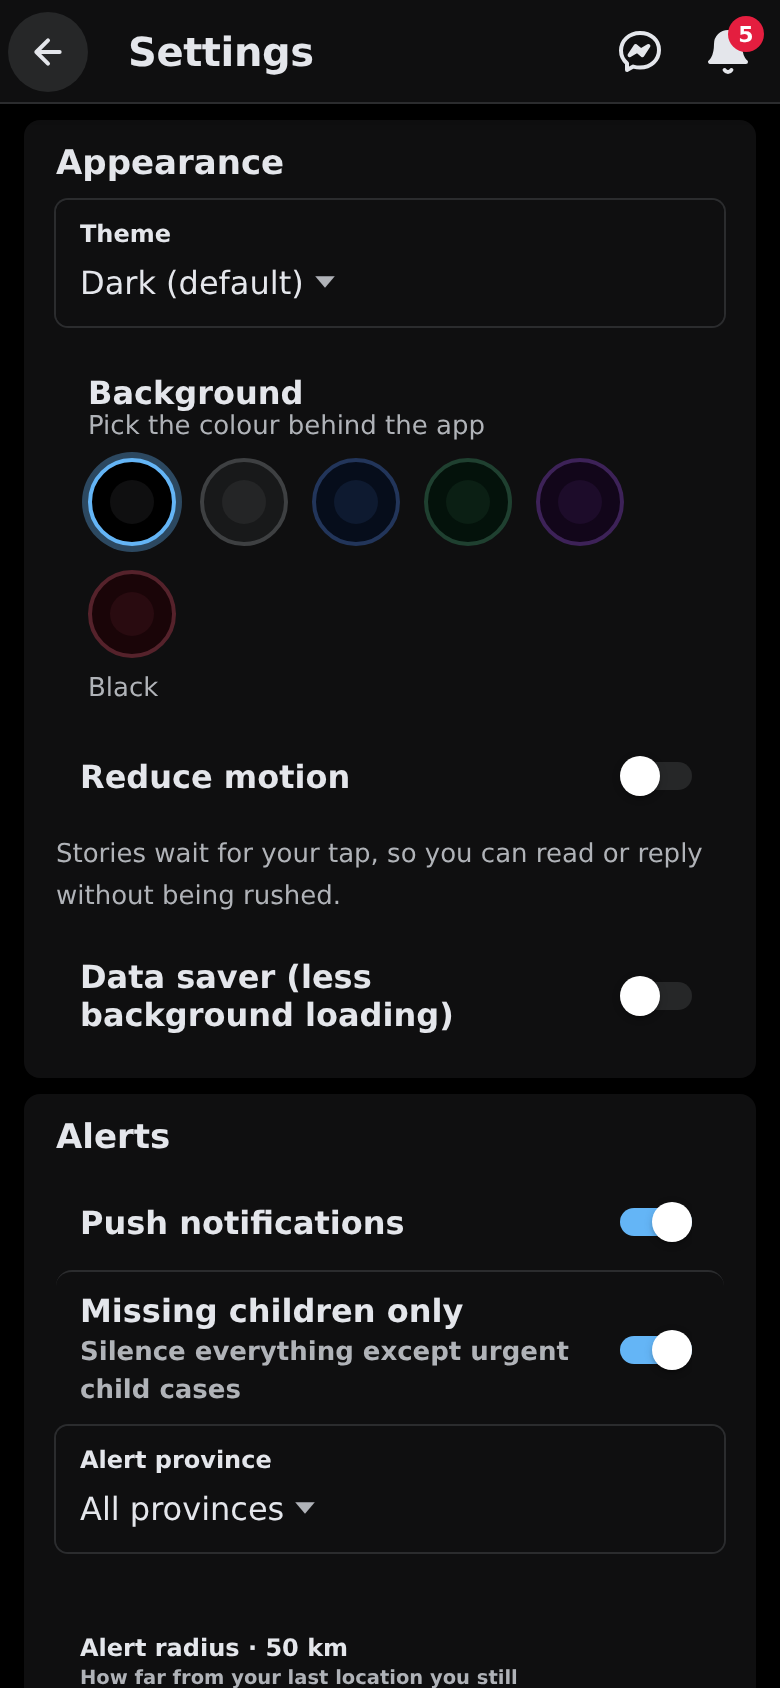 Settings
5
Appearance
Theme
Dark (default)
Background
Pick the colour behind the app
Black
Reduce motion
Stories wait for your tap, so you can read or reply
without being rushed.
Data saver (less
background loading)
Alerts
Push notifications
Missing children only
Silence everything except urgent
child cases
Alert province
All provinces
Alert radius · 50 km
How far from your last location you still